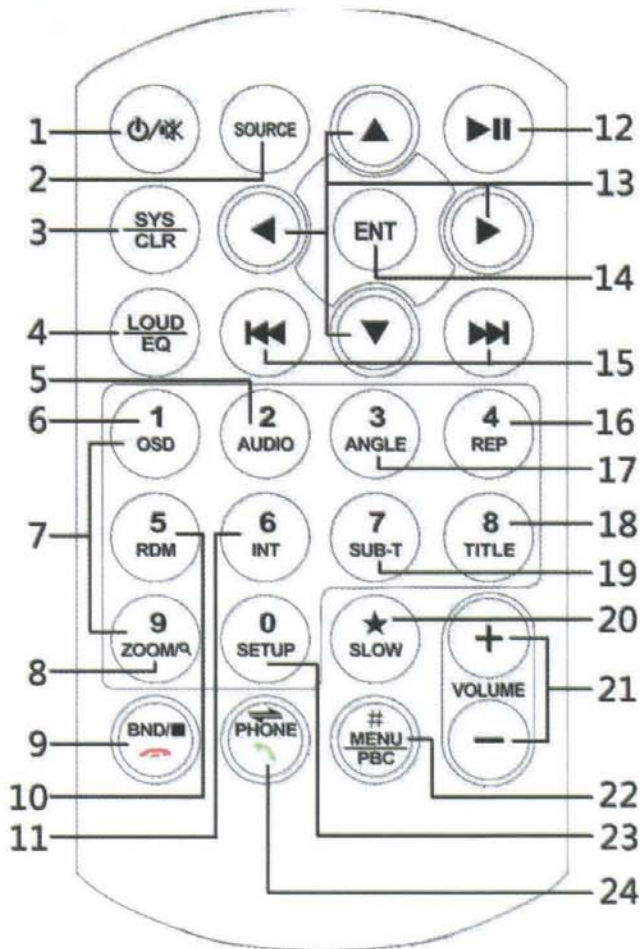 1 SOURCE 12
2 13
3 SYS
CLR ENT
14
4 LOUD
EQ
5 15
6 1
OSD 2
AUDIO 3
ANGLE 4
REP 16
17
7 5
RDM 6
INT 7
SUB-T 8
TITLE 18
19
8 9
ZOOM/ 0
SETUP ★
SLOW + 20
VOLUME 21
9 BND/■ PHONE #
MENU
PBC −
10 22
11 23
24